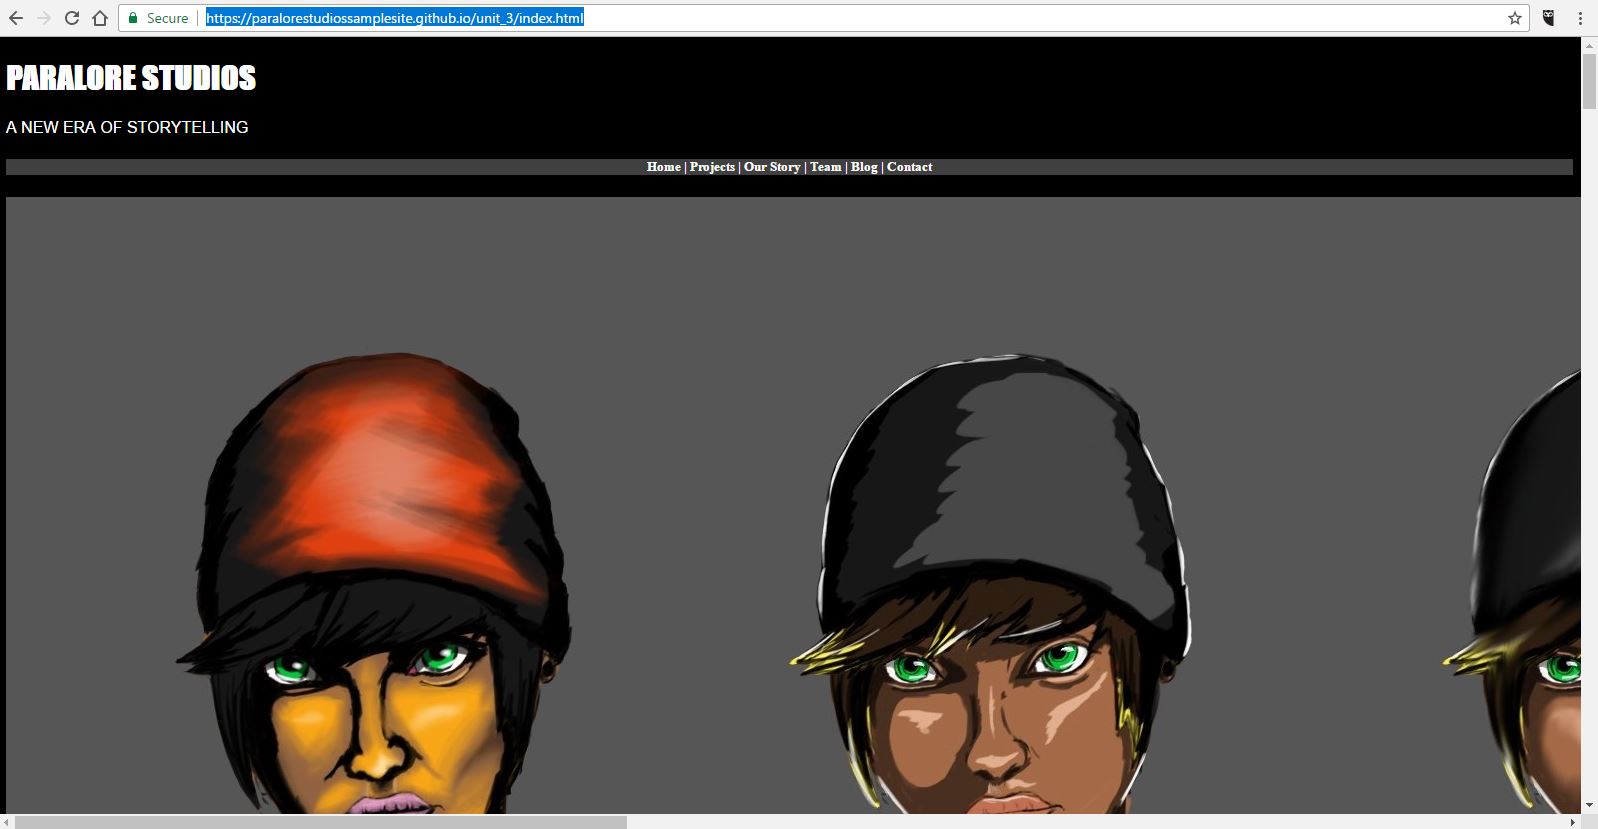 Secure | https://paralorestudiossamplesite.github.io/unit_3/index.html
PARALORE STUDIOS
A NEW ERA OF STORYTELLING
Home | Projects | Our Story | Team | Blog | Contact